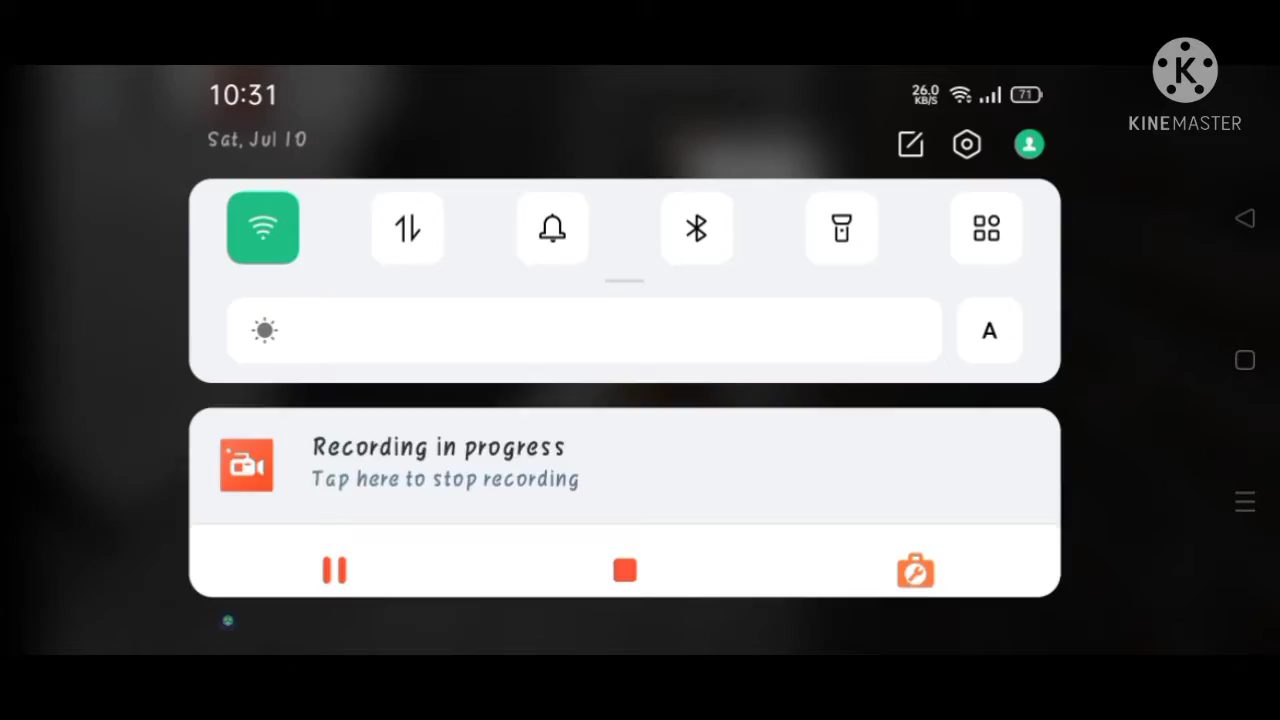 10:31
26.0
KB/S
71
K
KINEMASTER
Sat, Jul 10
A
Recording in progress
Tap here to stop recording